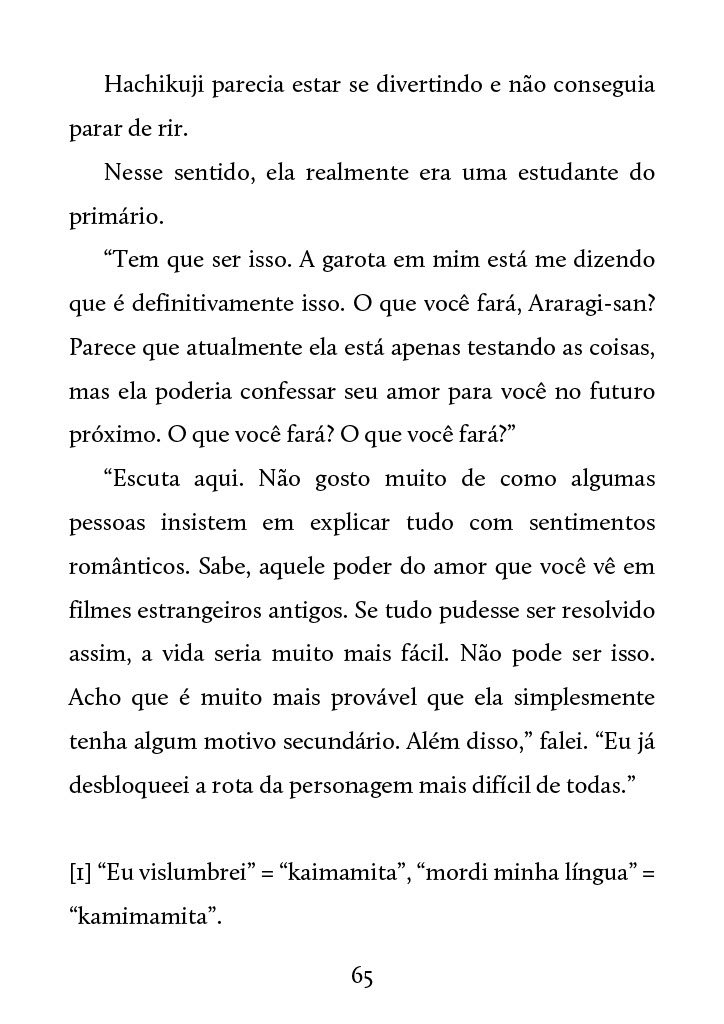 Hachikuji parecia estar se divertindo e não conseguia
parar de rir.
Nesse sentido, ela realmente era uma estudante do
primário.
“Tem que ser isso. A garota em mim está me dizendo
que é definitivamente isso. O que você fará, Araragi-san?
Parece que atualmente ela está apenas testando as coisas,
mas ela poderia confessar seu amor para você no futuro
próximo. O que você fará? O que você fará?”
“Escuta aqui. Não gosto muito de como algumas
pessoas insistem em explicar tudo com sentimentos
românticos. Sabe, aquele poder do amor que você vê em
filmes estrangeiros antigos. Se tudo pudesse ser resolvido
assim, a vida seria muito mais fácil. Não pode ser isso.
Acho que é muito mais provável que ela simplesmente
tenha algum motivo secundário. Além disso,” falei. “Eu já
desbloqueei a rota da personagem mais difícil de todas.”
[1] “Eu vislumbrei” = “kaimamita”, “mordi minha língua” =
“kamimamita”.
65